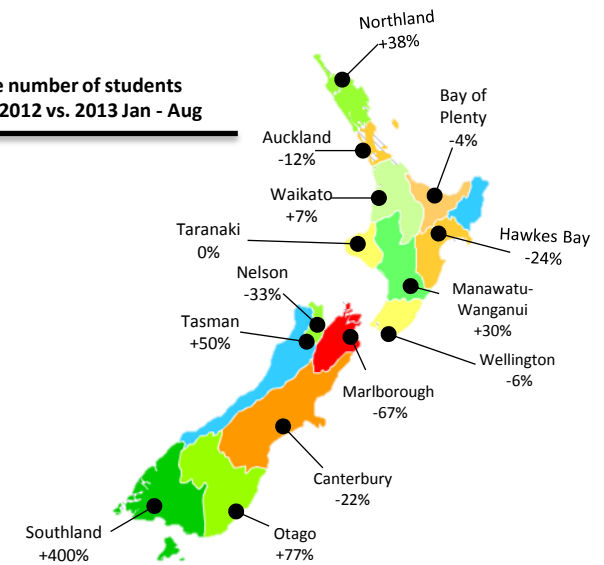 e number of students
2012 vs. 2013 Jan - Aug
Northland
+38%
Bay of
Plenty
-4%
Auckland
-12%
Waikato
+7%
Taranaki
0%
Hawkes Bay
-24%
Nelson
-33%
Manawatu-
Wanganui
+30%
Tasman
+50%
Wellington
-6%
Marlborough
-67%
Canterbury
-22%
Southland
+400%
Otago
+77%